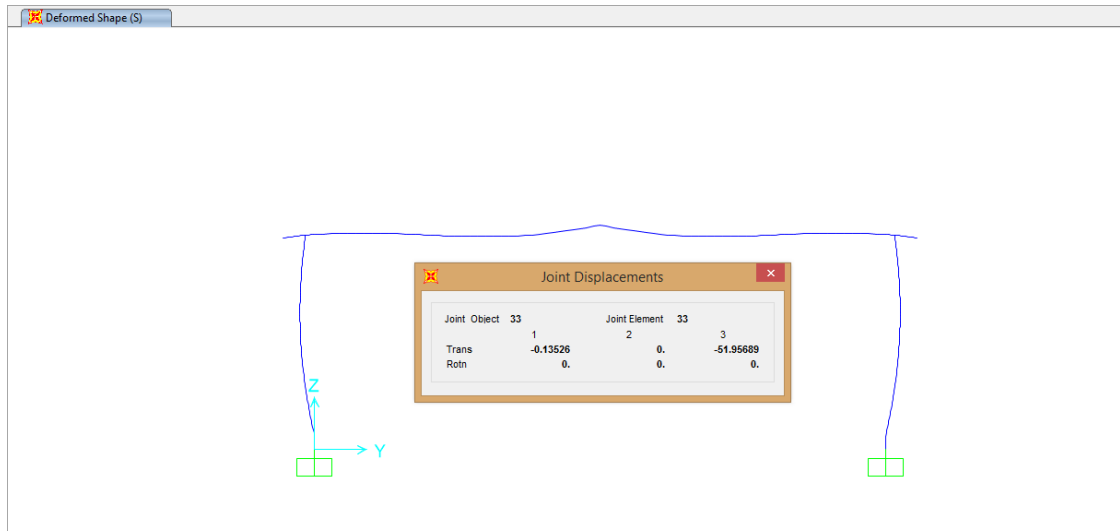 Deformed Shape (S)
Joint Displacements
Joint Object 33 Joint Element 33
1 2 3
Trans -0.13526 0. -51.95689
Rotn 0. 0. 0.
Z
Y